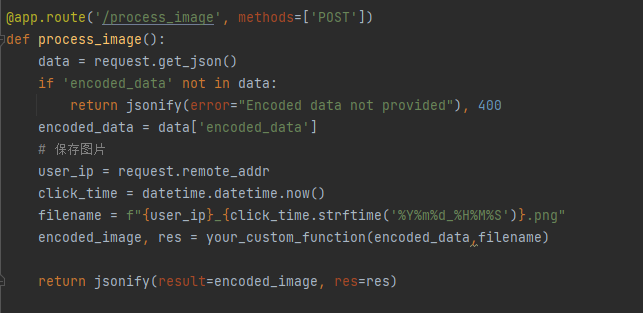 @app.route('/process_image', methods=['POST'])
def process_image():
    data = request.get_json()
    if 'encoded_data' not in data:
        return jsonify(error="Encoded data not provided"), 400
    encoded_data = data['encoded_data']
    # 保存图片
    user_ip = request.remote_addr
    click_time = datetime.datetime.now()
    filename = f"{user_ip}_{click_time.strftime('%Y%m%d_%H%M%S')}.png"
    encoded_image, res = your_custom_function(encoded_data,filename)
    return jsonify(result=encoded_image, res=res)